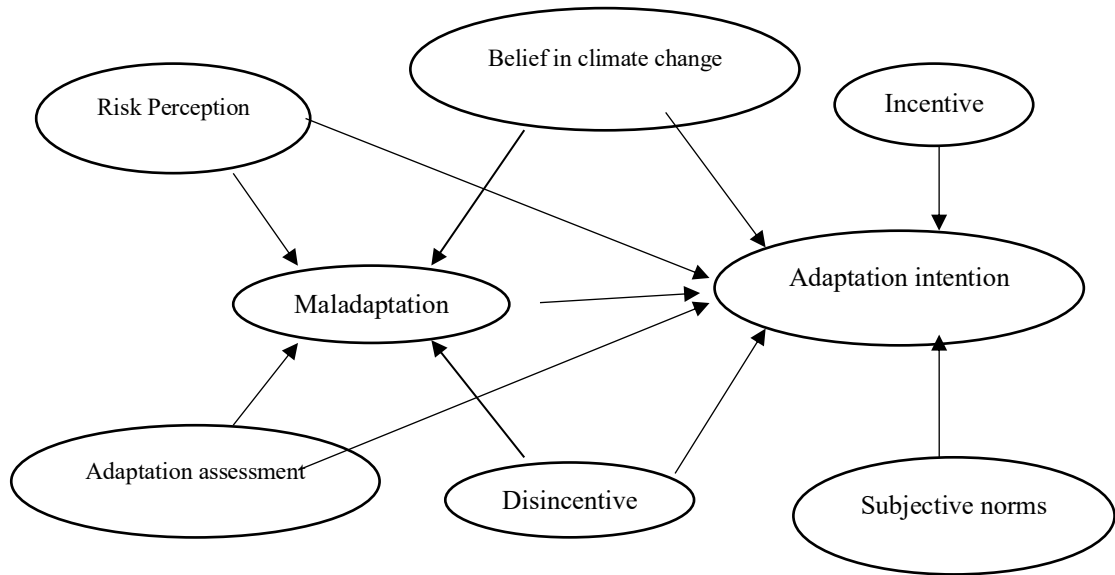 Belief in climate change
Risk Perception
Incentive
Adaptation intention
Maladaptation
Adaptation assessment
Disincentive
Subjective norms